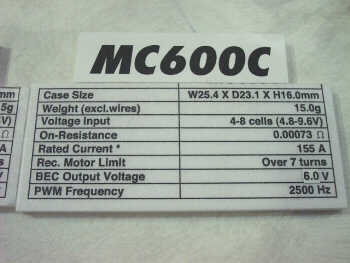 MC600C
Case Size W25.4 X D23.1 X H16.0mm
Weight (excl.wires) 15.0g
Voltage Input 4-8 cells (4.8-9.6V)
On-Resistance 0.00073 Ω
Rated Current * 155 A
Rec. Motor Limit Over 7 turns
BEC Output Voltage 6.0 V
PWM Frequency 2500 Hz
mm
5g
V)
Ω
A
s
V
z